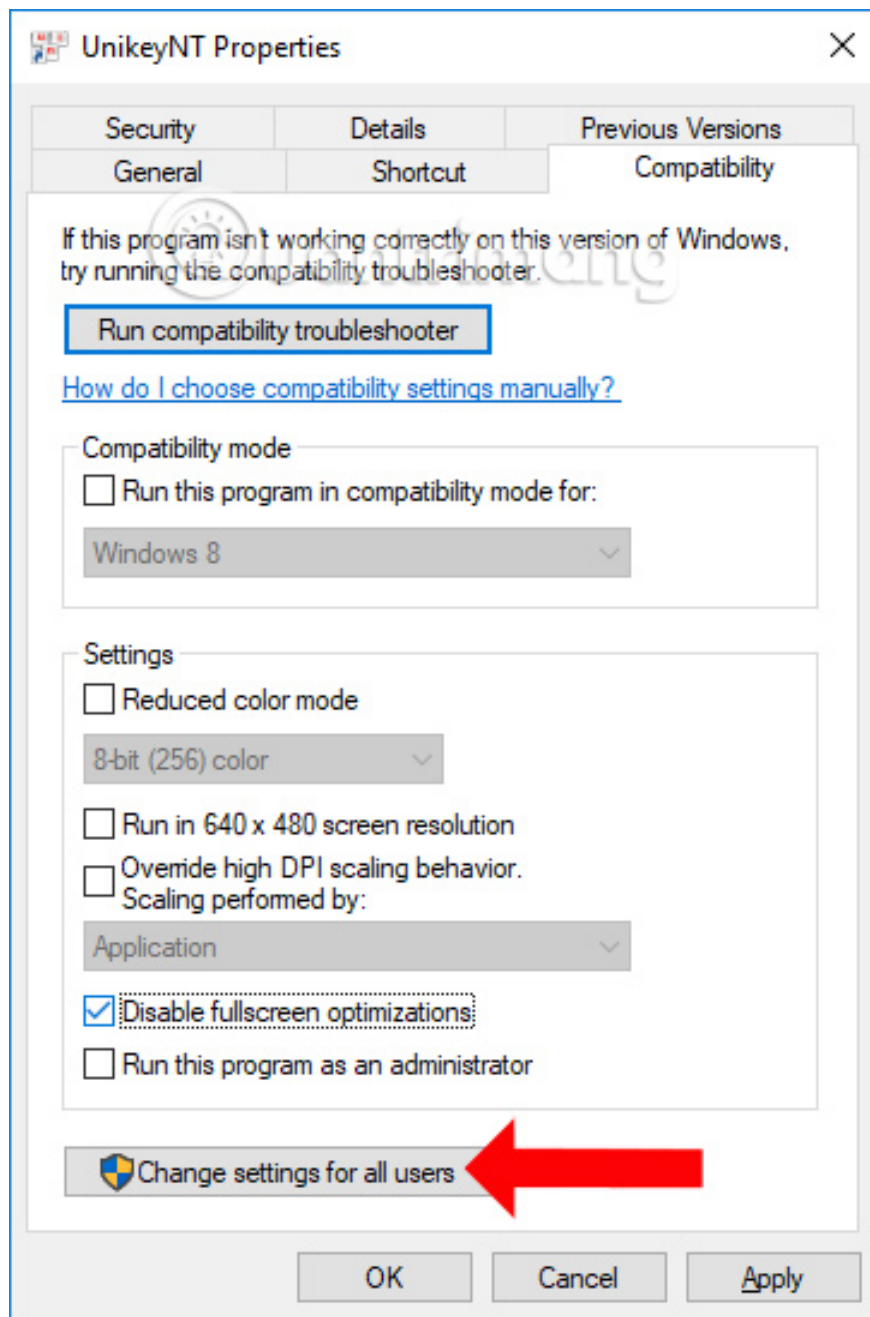 UnikeyNT Properties
Security Details Previous Versions
General Shortcut Compatibility
If this program isn't working correctly on this version of Windows,
try running the compatibility troubleshooter.
Run compatibility troubleshooter
How do I choose compatibility settings manually?
Compatibility mode
Run this program in compatibility mode for:
Windows 8
Settings
Reduced color mode
8-bit (256) color
Run in 640 x 480 screen resolution
Override high DPI scaling behavior.
Scaling performed by:
Application
Disable fullscreen optimizations
Run this program as an administrator
Change settings for all users
OK Cancel Apply